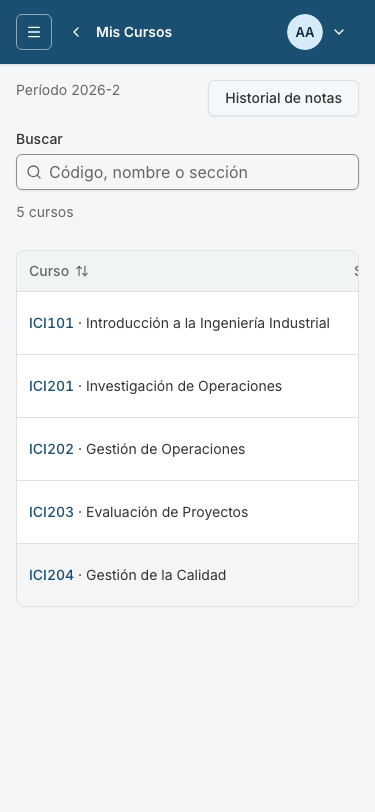 Mis Cursos
AA
Período 2026-2
Historial de notas
Buscar
Código, nombre o sección
5 cursos
Curso
ICI101 · Introducción a la Ingeniería Industrial
ICI201 · Investigación de Operaciones
ICI202 · Gestión de Operaciones
ICI203 · Evaluación de Proyectos
ICI204 · Gestión de la Calidad